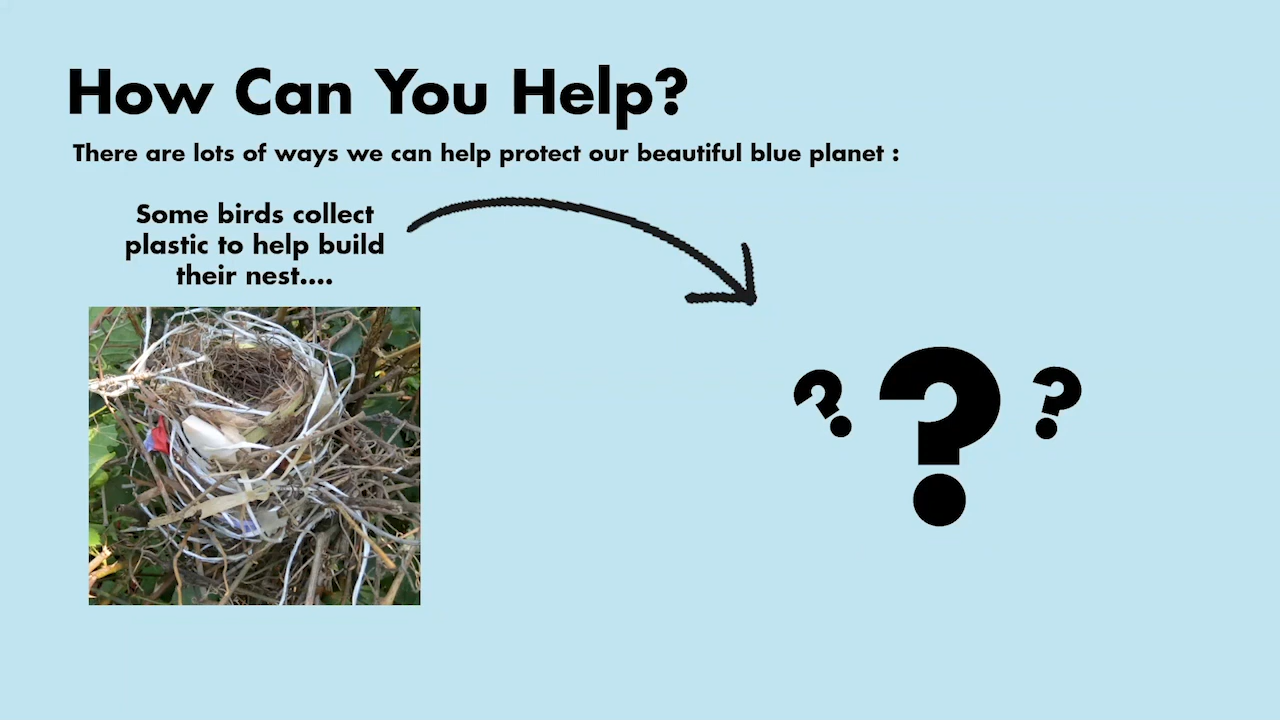 How Can You Help?
There are lots of ways we can help protect our beautiful blue planet :
Some birds collect
plastic to help build
their nest....
? ? ?